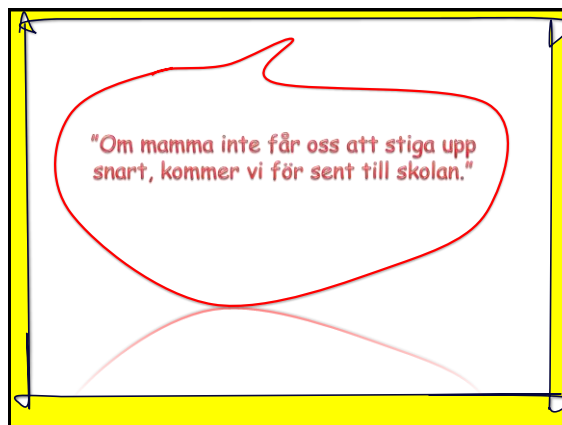 "Om mamma inte får oss att stiga upp
snart, kommer vi för sent till skolan."